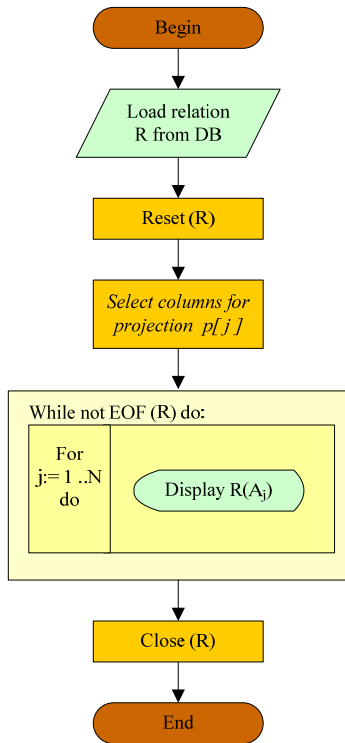 Begin
Load relation
R from DB
Reset (R)
Select columns for
projection p[ j ]
While not EOF (R) do:
For
j:= 1 ..N
do
Display R(Aj)
Close (R)
End